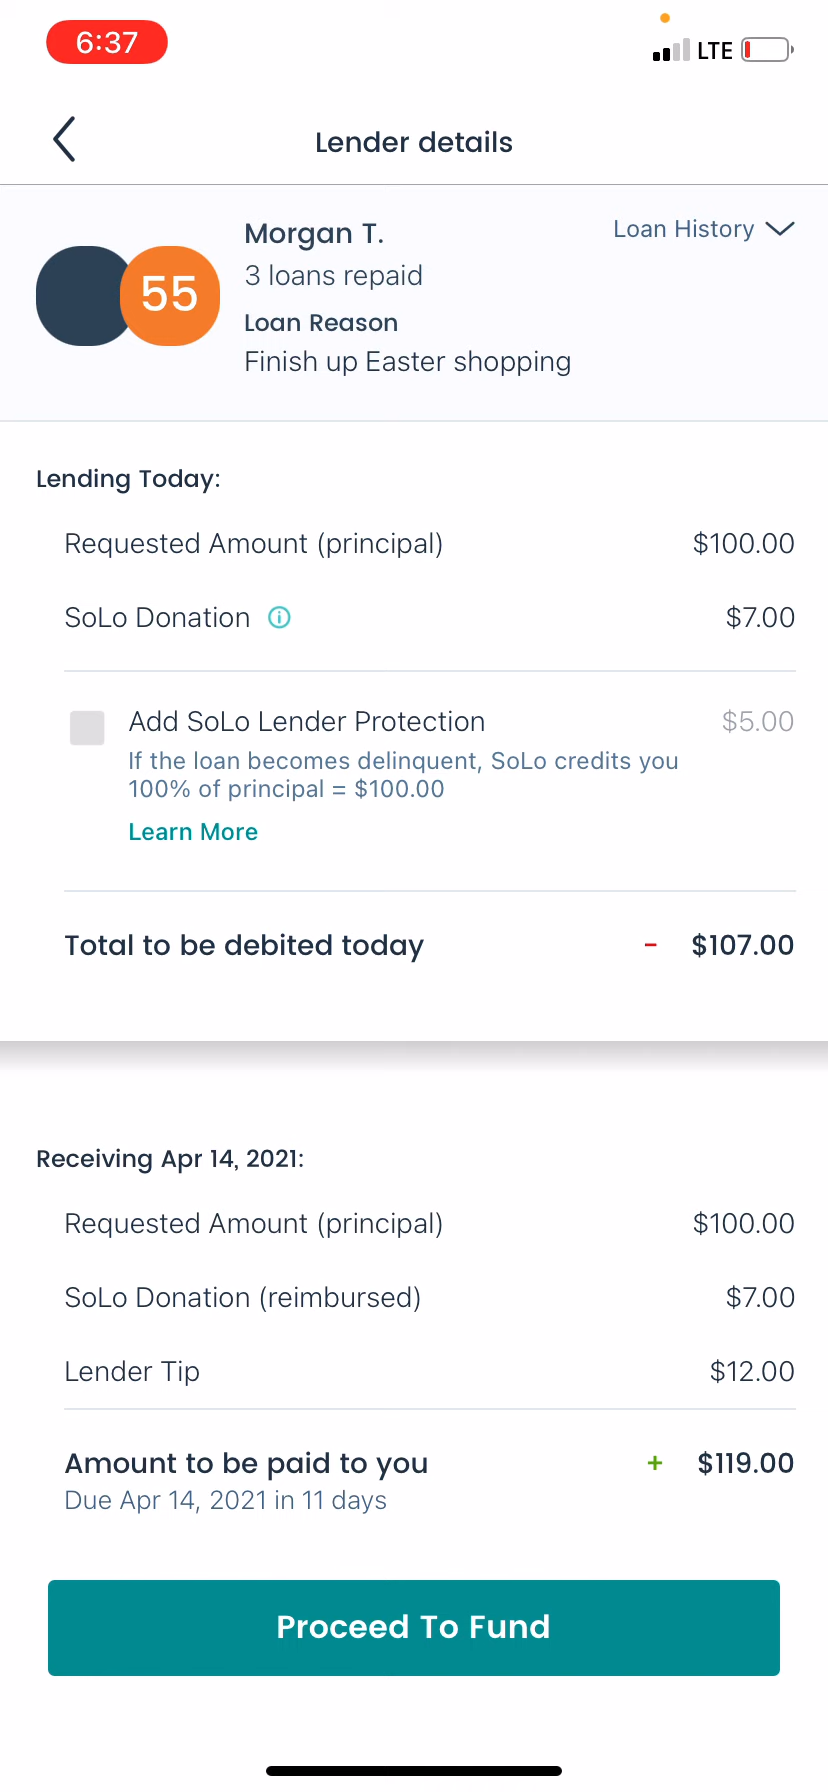 6:37
LTE
Lender details
Morgan T.
Loan History
55
3 loans repaid
Loan Reason
Finish up Easter shopping
Lending Today:
Requested Amount (principal) $100.00
SoLo Donation $7.00
Add SoLo Lender Protection $5.00
If the loan becomes delinquent, SoLo credits you
100% of principal = $100.00
Learn More
Total to be debited today - $107.00
Receiving Apr 14, 2021:
Requested Amount (principal) $100.00
SoLo Donation (reimbursed) $7.00
Lender Tip $12.00
Amount to be paid to you + $119.00
Due Apr 14, 2021 in 11 days
Proceed To Fund